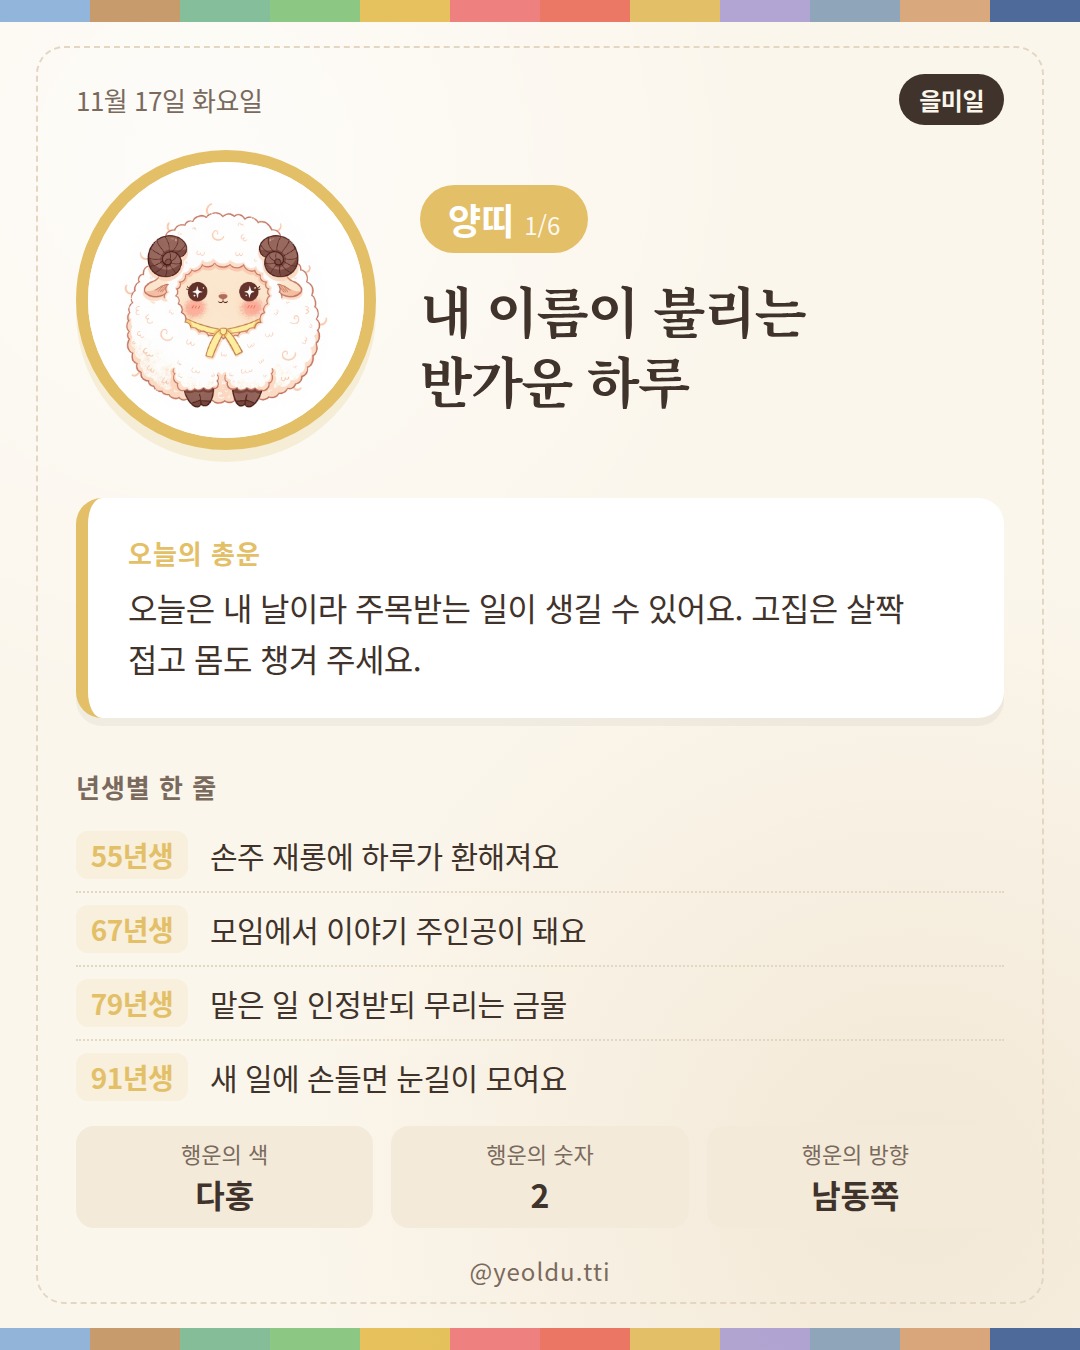 11월 17일 화요일
을미일
양띠 1/6
내 이름이 불리는
반가운 하루
오늘의 총운
오늘은 내 날이라 주목받는 일이 생길 수 있어요. 고집은 살짝
접고 몸도 챙겨 주세요.
년생별 한 줄
55년생 손주 재롱에 하루가 환해져요
67년생 모임에서 이야기 주인공이 돼요
79년생 맡은 일 인정받되 무리는 금물
91년생 새 일에 손들면 눈길이 모여요
행운의 색
다홍
행운의 숫자
2
행운의 방향
남동쪽
@yeoldu.tti